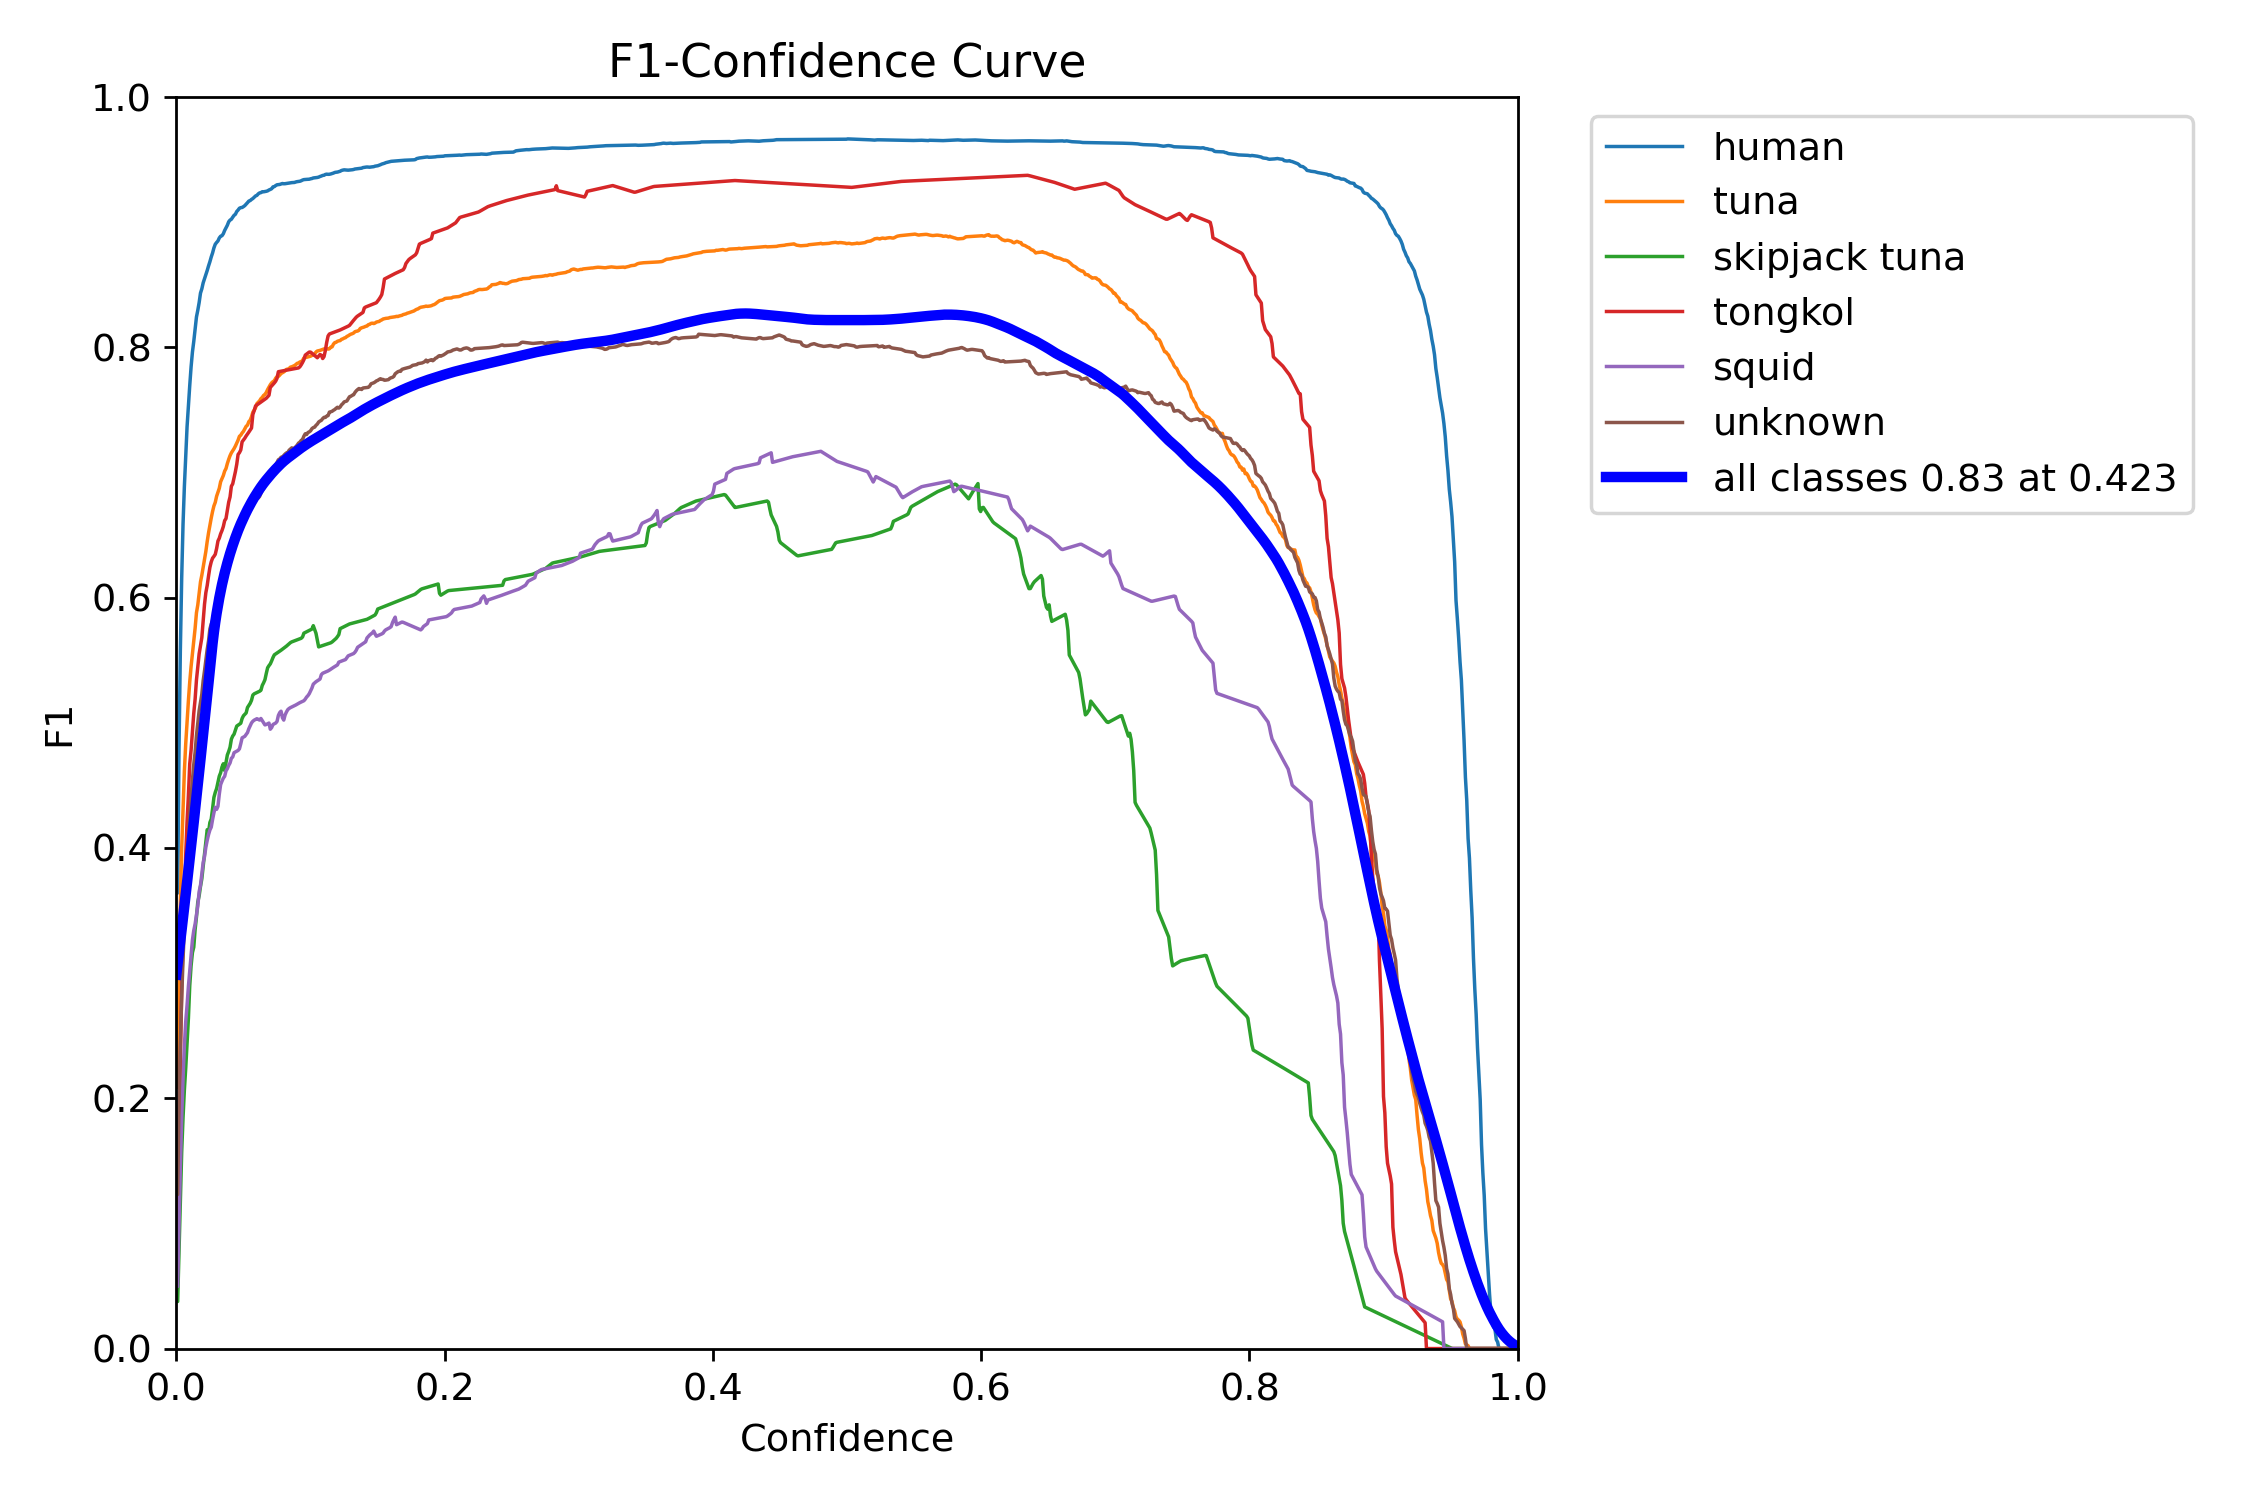 F1-Confidence Curve
1.0
0.8
0.6
0.4
0.2
0.0
F1
0.0 0.2 0.4 0.6 0.8 1.0
Confidence
human
tuna
skipjack tuna
tongkol
squid
unknown
all classes 0.83 at 0.423